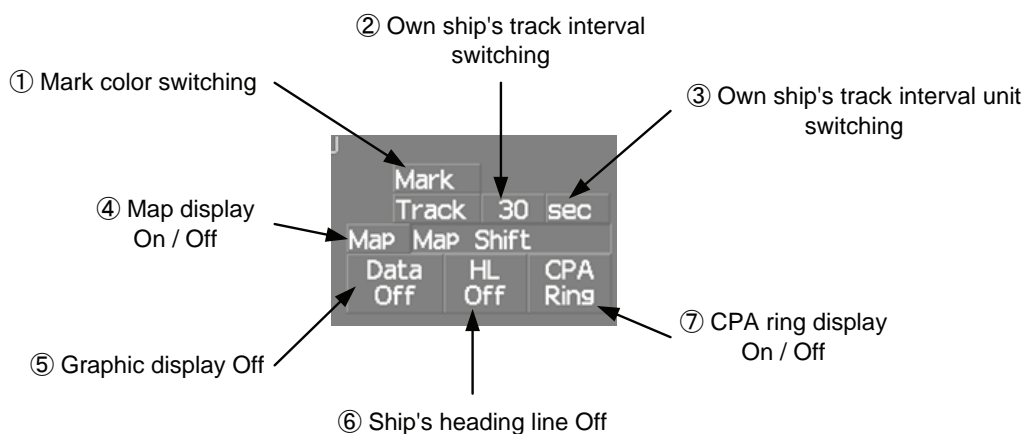 ② Own ship's track interval
switching
① Mark color switching
③ Own ship's track interval unit
switching
Mark
Track 30 sec
④ Map display
On / Off
Map Map Shift
Data Off HL Off CPA Ring
⑦ CPA ring display
On / Off
⑤ Graphic display Off
⑥ Ship's heading line Off